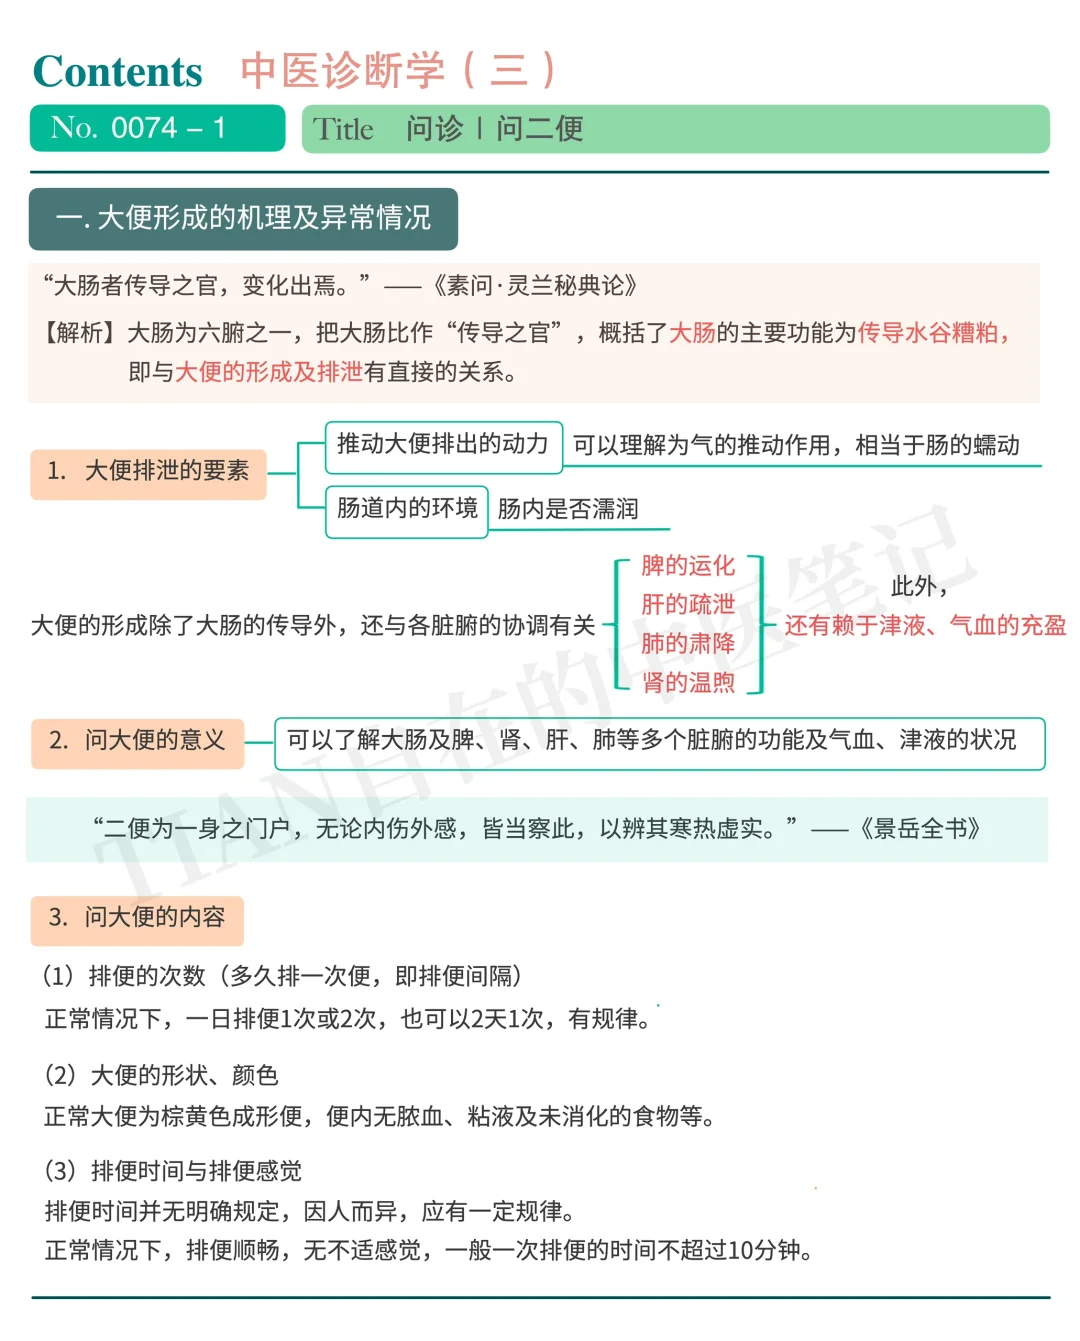 Contents 中医诊断学（三）
No. 0074 – 1 Title 问诊 | 问二便
一. 大便形成的机理及异常情况
“大肠者传导之官，变化出焉。”——《素问·灵兰秘典论》
【解析】大肠为六腑之一，把大肠比作“传导之官”，概括了大肠的主要功能为传导水谷糟粕，
即与大便的形成及排泄有直接的关系。
1. 大便排泄的要素
推动大便排出的动力 可以理解为气的推动作用，相当于肠的蠕动
肠道内的环境 肠内是否濡润
大便的形成除了大肠的传导外，还与各脏腑的协调有关
脾的运化
肝的疏泄
肺的肃降
肾的温煦
此外，
还有赖于津液、气血的充盈
2. 问大便的意义 可以了解大肠及脾、肾、肝、肺等多个脏腑的功能及气血、津液的状况
“二便为一身之门户，无论内伤外感，皆当察此，以辨其寒热虚实。”——《景岳全书》
3. 问大便的内容
（1）排便的次数（多久排一次便，即排便间隔）
正常情况下，一日排便1次或2次，也可以2天1次，有规律。
（2）大便的形状、颜色
正常大便为棕黄色成形便，便内无脓血、粘液及未消化的食物等。
（3）排便时间与排便感觉
排便时间并无明确规定，因人而异，应有一定规律。
正常情况下，排便顺畅，无不适感觉，一般一次排便的时间不超过10分钟。
TIAN自在的中医笔记